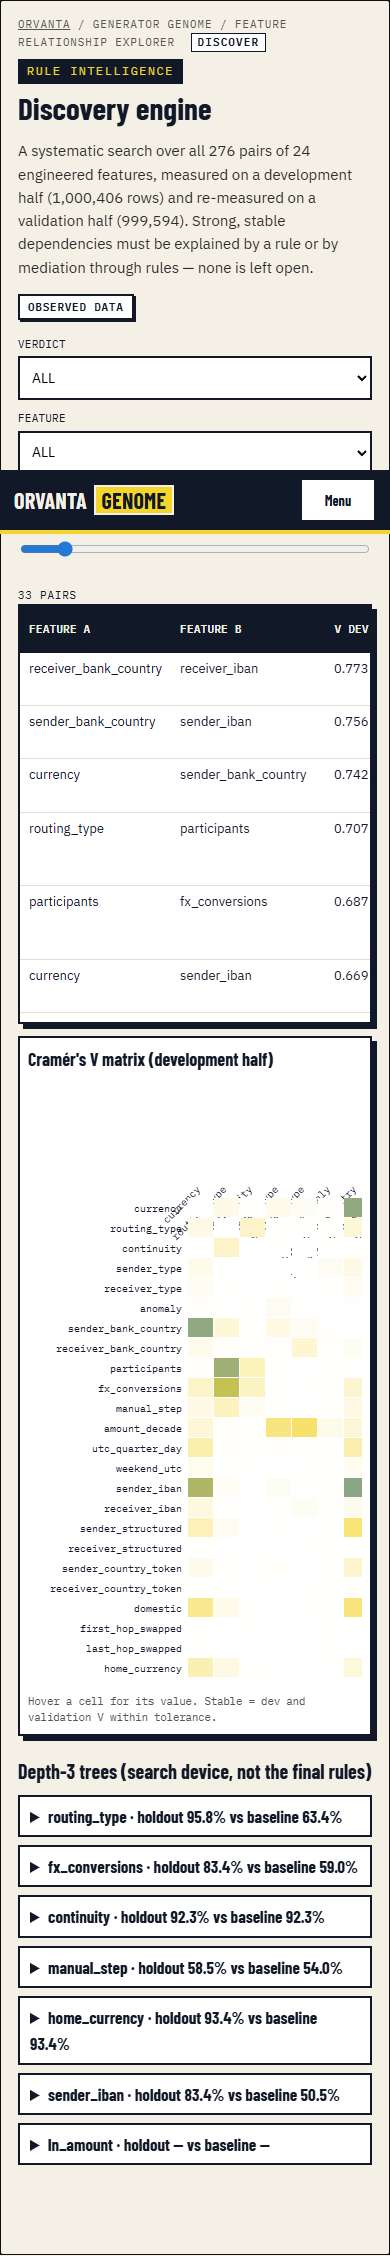 ORVANTA / GENERATOR GENOME / FEATURE
RELATIONSHIP EXPLORER DISCOVER
RULE INTELLIGENCE
Discovery engine
A systematic search over all 276 pairs of 24
engineered features, measured on a development
half (1,000,406 rows) and re-measured on a
validation half (999,594). Strong, stable
dependencies must be explained by a rule or by
mediation through rules — none is left open.
OBSERVED DATA
VERDICT
ALL
FEATURE
ALL
ORVANTA GENOME Menu
33 PAIRS
FEATURE A FEATURE B V DEV
receiver_bank_country receiver_iban 0.773
sender_bank_country sender_iban 0.756
currency sender_bank_country 0.742
routing_type participants 0.707
participants fx_conversions 0.687
currency sender_iban 0.669
Cramér's V matrix (development half)
currency
currency
routing_type
continuity
sender_type
receiver_type
anomaly
sender_bank_country
receiver_bank_country
participants
fx_conversions
manual_step
amount_decade
utc_quarter_day
weekend_utc
sender_iban
receiver_iban
sender_structured
receiver_structured
sender_country_token
receiver_country_token
domestic
first_hop_swapped
last_hop_swapped
home_currency
Hover a cell for its value. Stable = dev and
validation V within tolerance.
Depth-3 trees (search device, not the final rules)
▶ routing_type · holdout 95.8% vs baseline 63.4%
▶ fx_conversions · holdout 83.4% vs baseline 59.0%
▶ continuity · holdout 92.3% vs baseline 92.3%
▶ manual_step · holdout 58.5% vs baseline 54.0%
▶ home_currency · holdout 93.4% vs baseline
93.4%
▶ sender_iban · holdout 83.4% vs baseline 50.5%
▶ ln_amount · holdout — vs baseline —